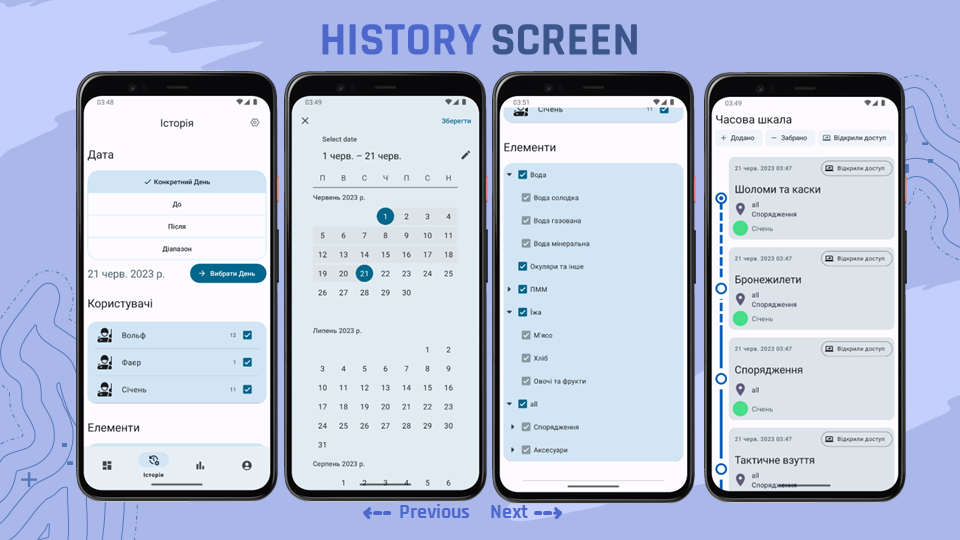 HISTORY SCREEN
03:48
Історія
Дата
Конкретний День
До
Після
Діапазон
21 черв. 2023 р.
Вибрати День
Користувачі
Вольф 12
Фаєр 1
Січень 11
Елементи
Історія
03:49
Зберегти
Select date
1 черв. – 21 черв.
П В С Ч П С Н
Червень 2023 р.
1 2 3 4
5 6 7 8 9 10 11
12 13 14 15 16 17 18
19 20 21 22 23 24 25
26 27 28 29 30
Липень 2023 р.
1 2
3 4 5 6 7 8 9
10 11 12 13 14 15 16
17 18 19 20 21 22 23
24 25 26 27 28 29 30
31
Серпень 2023 р.
1 2 3 4 5 6
03:51
Січень 11
Елементи
Вода
Вода солодка
Вода газована
Вода мінеральна
Окуляри та інше
ПММ
Їжа
М'ясо
Хліб
Овочі та фрукти
all
Спорядження
Аксесуари
03:49
Часова шкала
Додано Забрано Відкрили доступ
21 черв. 2023 03:47 Відкрили доступ
Шоломи та каски
all
Спорядження
Січень
21 черв. 2023 03:47 Відкрили доступ
Бронежилети
all
Спорядження
Січень
21 черв. 2023 03:47 Відкрили доступ
Спорядження
all
Січень
21 черв. 2023 03:47 Відкрили доступ
Тактичне взуття
all
Спорядження
Previous Next